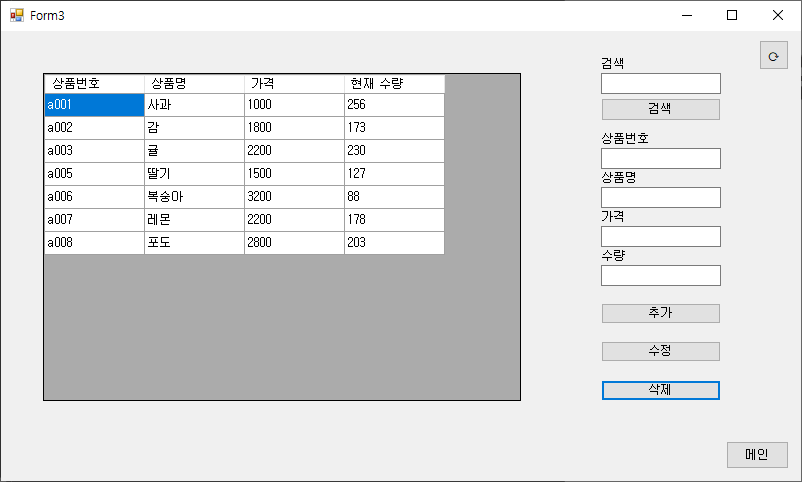 Form3
상품번호 상품명 가격 현재 수량
a001 사과 1000 256
a002 감 1800 173
a003 귤 2200 230
a005 딸기 1500 127
a006 복숭아 3200 88
a007 레몬 2200 178
a008 포도 2800 203
검색
검색
상품번호
상품명
가격
수량
추가
수정
삭제
메인